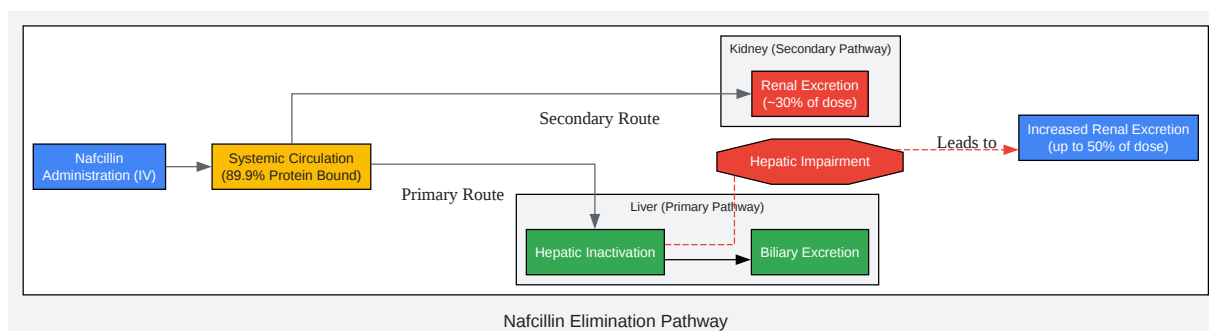 Kidney (Secondary Pathway)
Renal Excretion
(~30% of dose)
Secondary Route
Increased Renal Excretion
(up to 50% of dose)
Leads to
Nafcillin
Administration (IV)
Systemic Circulation
(89.9% Protein Bound)
Hepatic Impairment
Primary Route
Liver (Primary Pathway)
Hepatic Inactivation
Biliary Excretion
Nafcillin Elimination Pathway